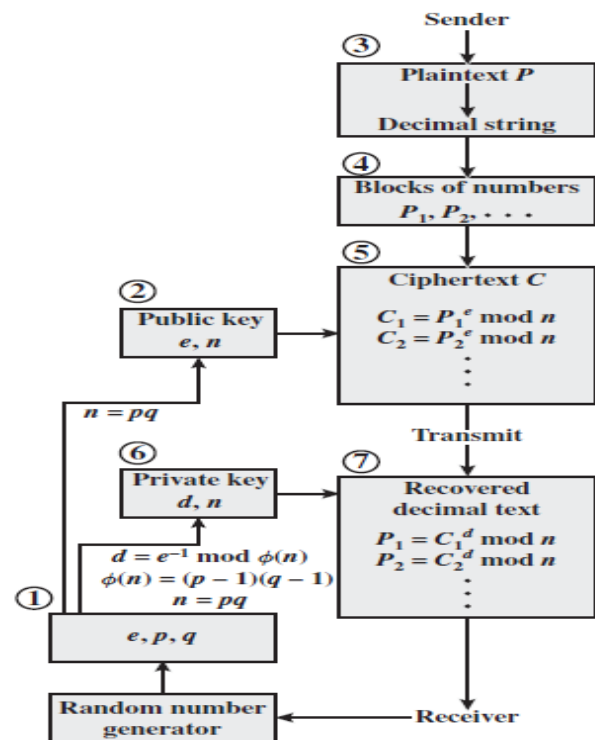 Sender
③
Plaintext P
Decimal string
④
Blocks of numbers
P₁, P₂, . . .
⑤
Ciphertext C
C₁ = P₁ᵉ mod n
C₂ = P₂ᵉ mod n
.
.
.
②
Public key
e, n
n = pq
Transmit
⑥
Private key
d, n
⑦
Recovered
decimal text
P₁ = C₁ᵈ mod n
P₂ = C₂ᵈ mod n
.
.
.
d = e⁻¹ mod ϕ(n)
ϕ(n) = (p − 1)(q − 1)
n = pq
①
e, p, q
Random number
generator
Receiver